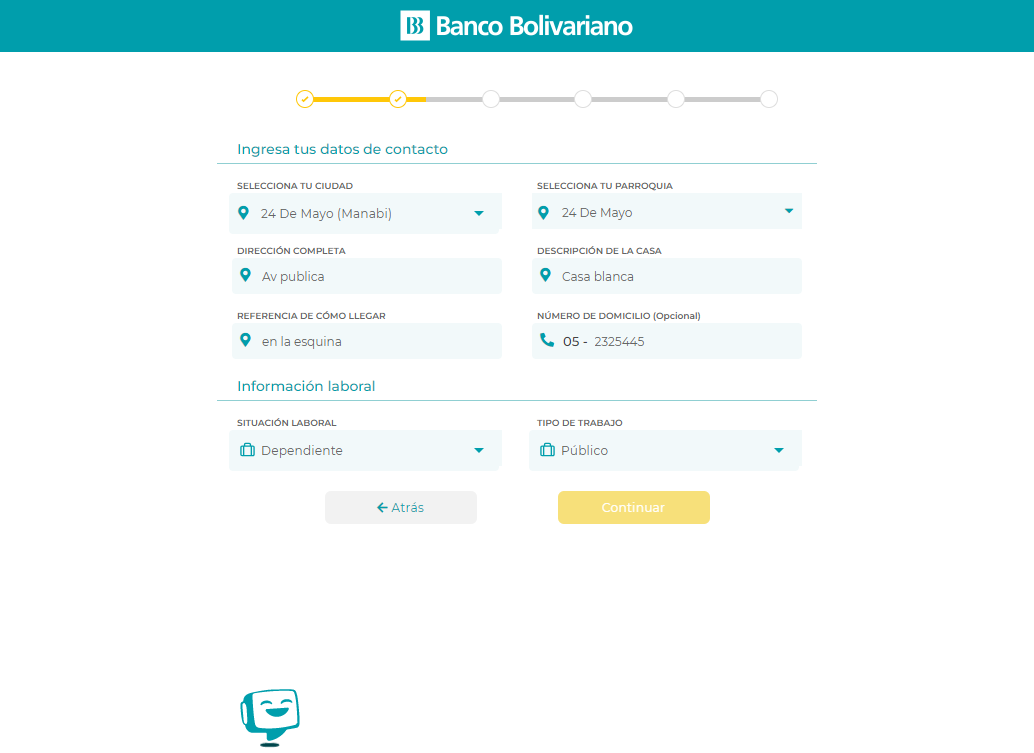 Banco Bolivariano
Ingresa tus datos de contacto
SELECCIONA TU CIUDAD
24 De Mayo (Manabi)
SELECCIONA TU PARROQUIA
24 De Mayo
DIRECCIÓN COMPLETA
Av publica
DESCRIPCIÓN DE LA CASA
Casa blanca
REFERENCIA DE CÓMO LLEGAR
en la esquina
NÚMERO DE DOMICILIO (Opcional)
05 - 2325445
Información laboral
SITUACIÓN LABORAL
Dependiente
TIPO DE TRABAJO
Público
Atrás
Continuar